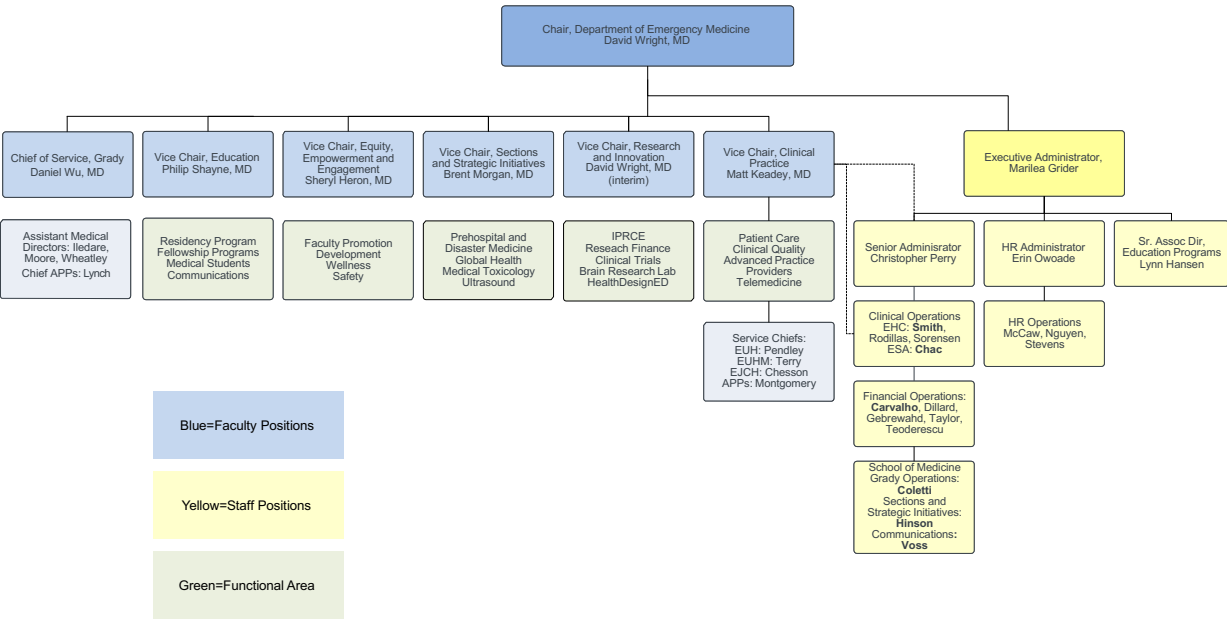 Chair, Department of Emergency Medicine
David Wright, MD
Chief of Service, Grady
Daniel Wu, MD
Vice Chair, Education
Philip Shayne, MD
Vice Chair, Equity,
Empowerment and
Engagement
Sheryl Heron, MD
Vice Chair, Sections
and Strategic Initiatives
Brent Morgan, MD
Vice Chair, Research
and Innovation
David Wright, MD
(interim)
Vice Chair, Clinical
Practice
Matt Keadey, MD
Executive Administrator,
Marilea Grider
Assistant Medical
Directors: Iledare,
Moore, Wheatley
Chief APPs: Lynch
Residency Program
Fellowship Programs
Medical Students
Communications
Faculty Promotion
Development
Wellness
Safety
Prehospital and
Disaster Medicine
Global Health
Medical Toxicology
Ultrasound
IPRCE
Reseach Finance
Clinical Trials
Brain Research Lab
HealthDesignED
Patient Care
Clinical Quality
Advanced Practice
Providers
Telemedicine
Senior Adminisrator
Christopher Perry
HR Administrator
Erin Owoade
Sr. Assoc Dir,
Education Programs
Lynn Hansen
Service Chiefs:
EUH: Pendley
EUHM: Terry
EJCH: Chesson
APPs: Montgomery
Clinical Operations
EHC: Smith,
Rodillas, Sorensen
ESA: Chac
HR Operations
McCaw, Nguyen,
Stevens
Financial Operations:
Carvalho, Dillard,
Gebrewahd, Taylor,
Teoderescu
School of Medicine
Grady Operations:
Coletti
Sections and
Strategic Initiatives:
Hinson
Communications:
Voss
Blue=Faculty Positions
Yellow=Staff Positions
Green=Functional Area